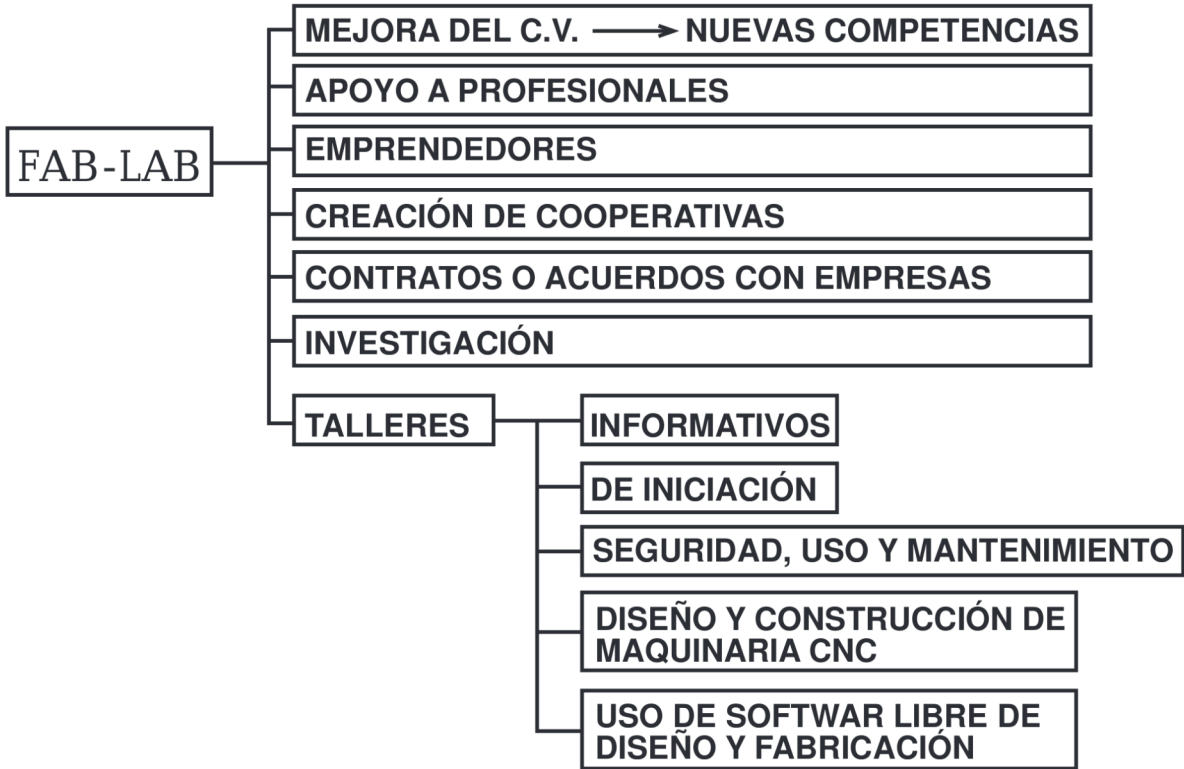 MEJORA DEL C.V. → NUEVAS COMPETENCIAS
APOYO A PROFESIONALES
FAB-LAB
EMPRENDEDORES
CREACIÓN DE COOPERATIVAS
CONTRATOS O ACUERDOS CON EMPRESAS
INVESTIGACIÓN
TALLERES
INFORMATIVOS
DE INICIACIÓN
SEGURIDAD, USO Y MANTENIMIENTO
DISEÑO Y CONSTRUCCIÓN DE
MAQUINARIA CNC
USO DE SOFTWAR LIBRE DE
DISEÑO Y FABRICACIÓN